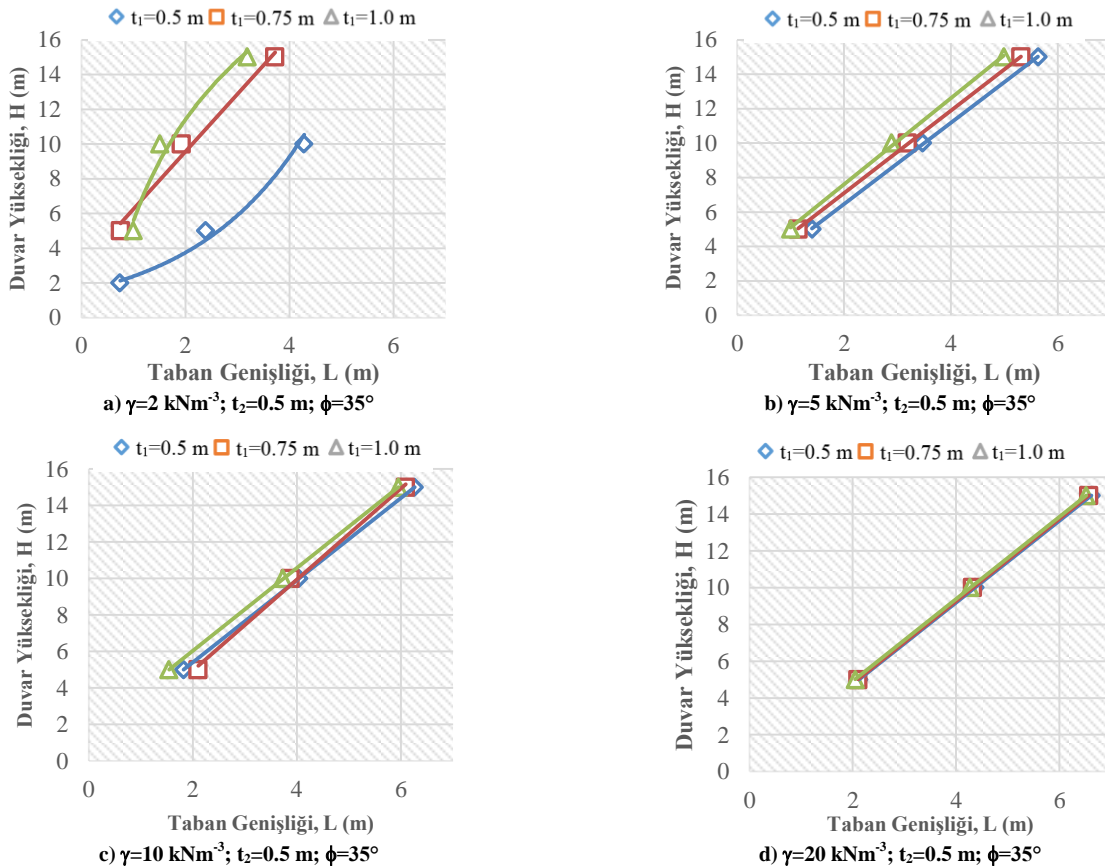 t₁=0.5 m t₁=0.75 m t₁=1.0 m
Duvar Yüksekliği, H (m)
16
14
12
10
8
6
4
2
0
0 2 4 6
Taban Genişliği, L (m)
a) γ=2 kNm⁻³; t₂=0.5 m; ϕ=35°
t₁=0.5 m t₁=0.75 m t₁=1.0 m
Duvar Yüksekliği, H (m)
16
14
12
10
8
6
4
2
0
0 2 4 6
Taban Genişliği, L (m)
b) γ=5 kNm⁻³; t₂=0.5 m; ϕ=35°
t₁=0.5 m t₁=0.75 m t₁=1.0 m
Duvar Yüksekliği, H (m)
16
14
12
10
8
6
4
2
0
0 2 4 6
Taban Genişliği, L (m)
c) γ=10 kNm⁻³; t₂=0.5 m; ϕ=35°
t₁=0.5 m t₁=0.75 m t₁=1.0 m
Duvar Yüksekliği, H (m)
16
14
12
10
8
6
4
2
0
0 2 4 6
Taban Genişliği, L (m)
d) γ=20 kNm⁻³; t₂=0.5 m; ϕ=35°